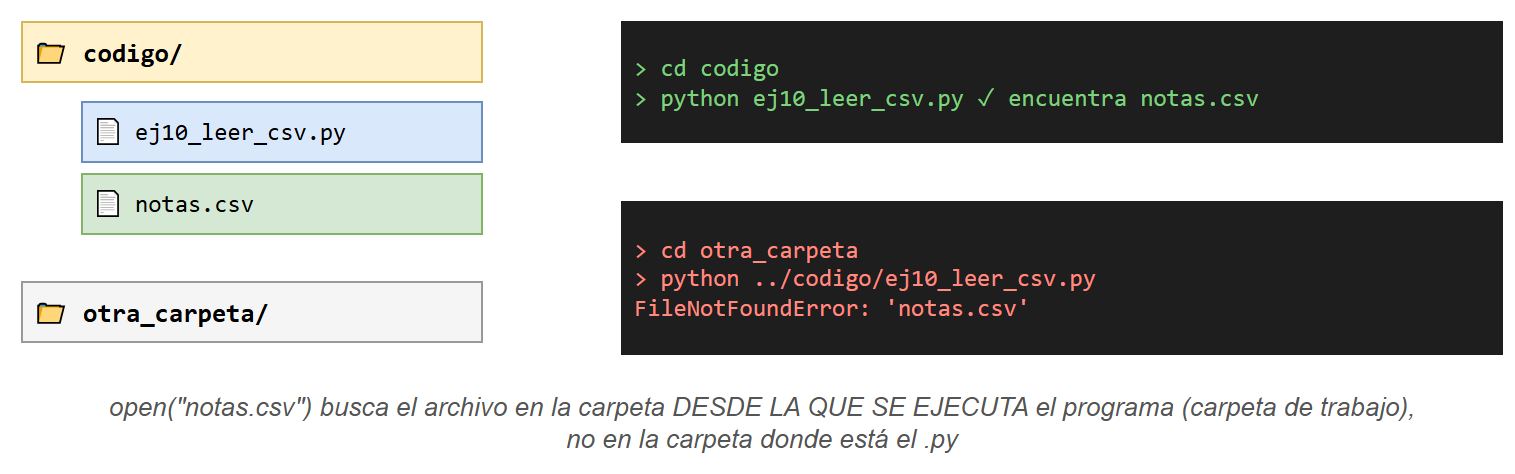 codigo/
ej10_leer_csv.py
notas.csv
otra_carpeta/
> cd codigo
> python ej10_leer_csv.py ✓ encuentra notas.csv
> cd otra_carpeta
> python ../codigo/ej10_leer_csv.py
FileNotFoundError: 'notas.csv'
open("notas.csv") busca el archivo en la carpeta DESDE LA QUE SE EJECUTA el programa (carpeta de trabajo),
no en la carpeta donde está el .py